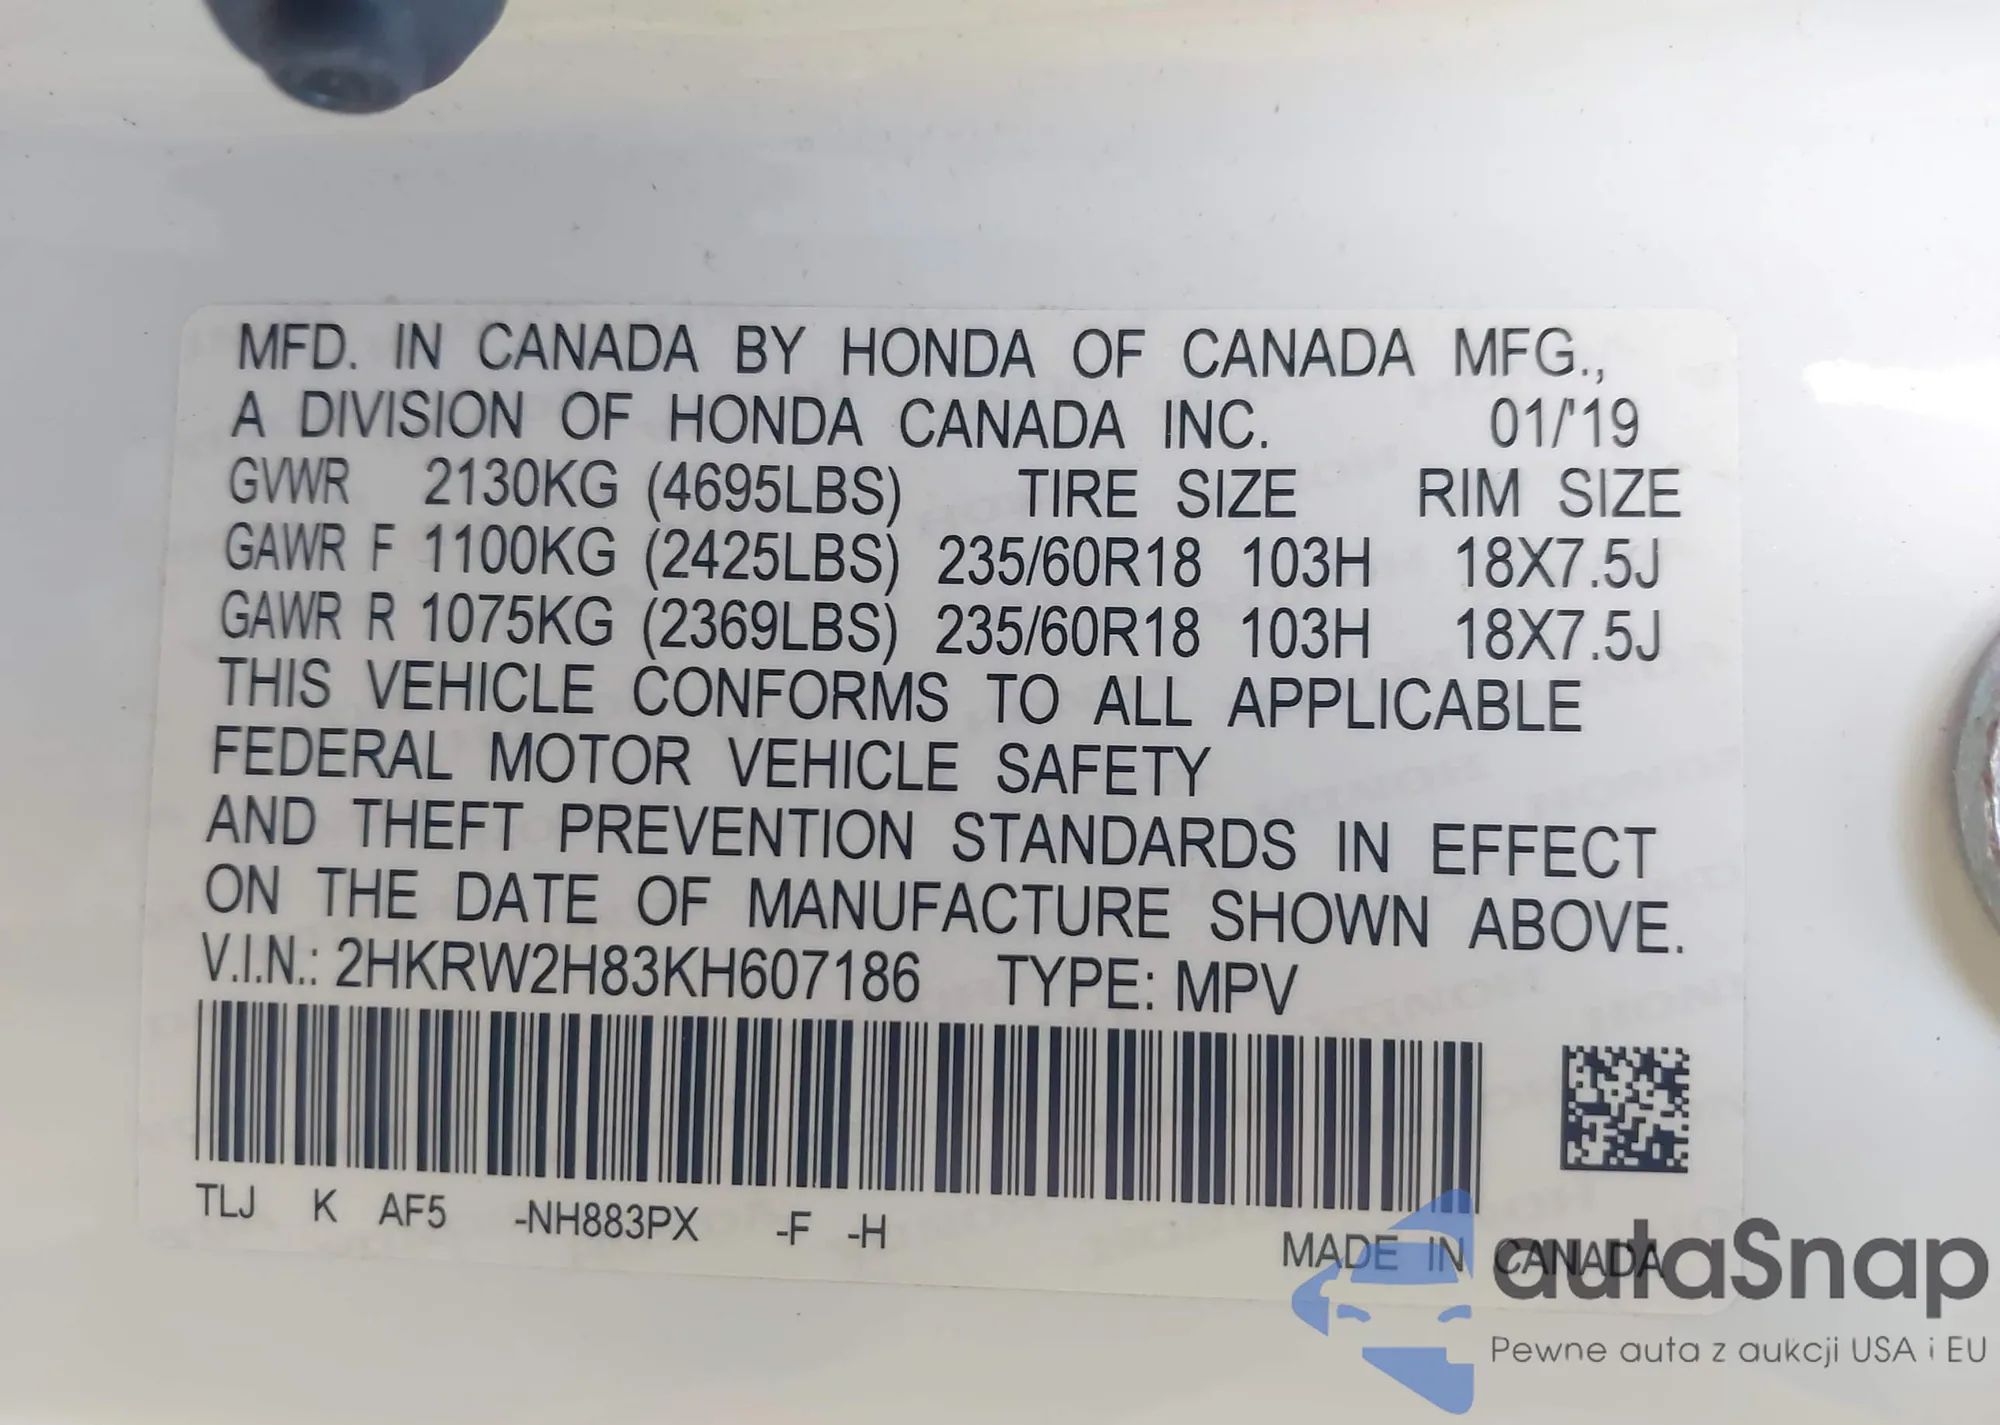 MFD. IN CANADA BY HONDA OF CANADA MFG.,
A DIVISION OF HONDA CANADA INC. 01/'19
GVWR 2130KG (4695LBS) TIRE SIZE RIM SIZE
GAWR F 1100KG (2425LBS) 235/60R18 103H 18X7.5J
GAWR R 1075KG (2369LBS) 235/60R18 103H 18X7.5J
THIS VEHICLE CONFORMS TO ALL APPLICABLE
FEDERAL MOTOR VEHICLE SAFETY
AND THEFT PREVENTION STANDARDS IN EFFECT
ON THE DATE OF MANUFACTURE SHOWN ABOVE.
V.I.N.: 2HKRW2H83KH607186 TYPE: MPV
TLJ K AF5 -NH883PX -F -H
MADE IN CANADA
autaSnap
Pewne auta z aukcji USA i EU